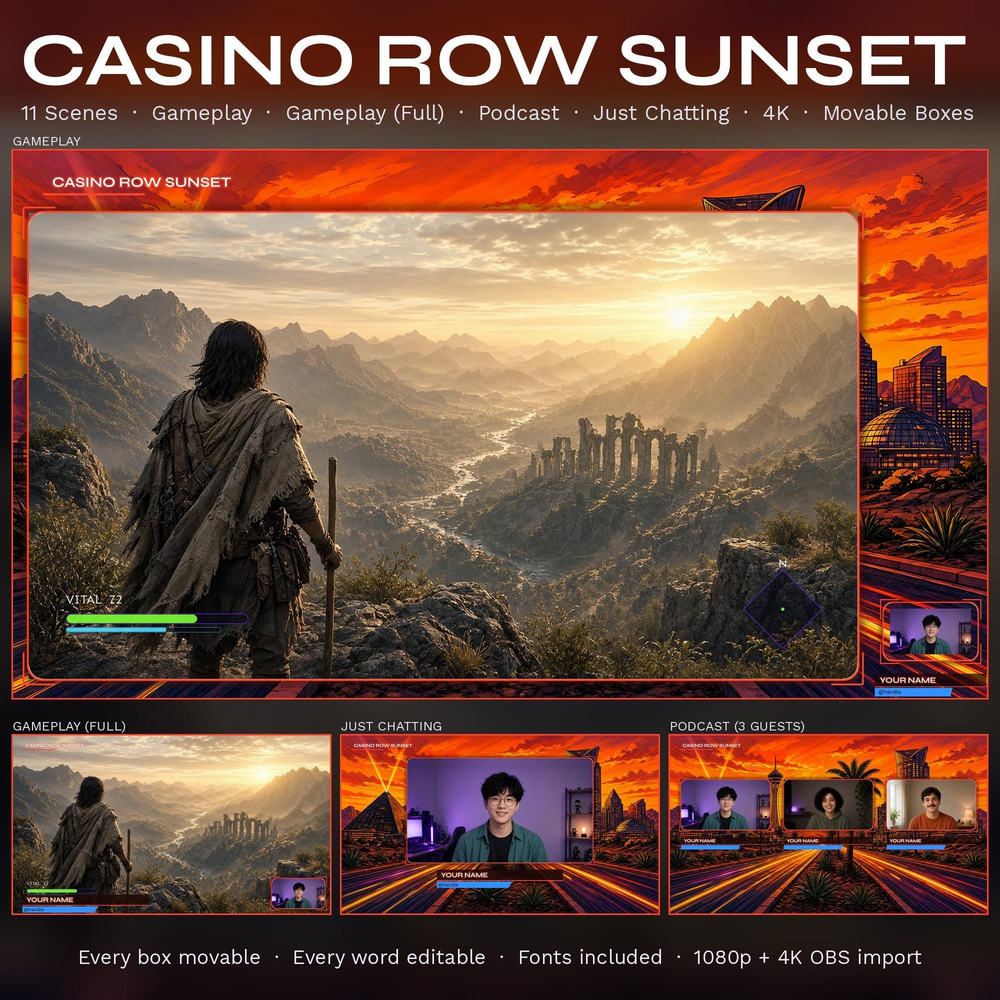 CASINO ROW SUNSET
11 Scenes · Gameplay · Gameplay (Full) · Podcast · Just Chatting · 4K · Movable Boxes
GAMEPLAY
CASINO ROW SUNSET
N
VITAL 72
YOUR NAME
@handle
GAMEPLAY (FULL)
JUST CHATTING
PODCAST (3 GUESTS)
CASINO ROW SUNSET
CASINO ROW SUNSET
CASINO ROW SUNSET
VITAL 72
YOUR NAME
@handle
YOUR NAME
@handle
YOUR NAME
YOUR NAME
YOUR NAME
Every box movable · Every word editable · Fonts included · 1080p + 4K OBS import